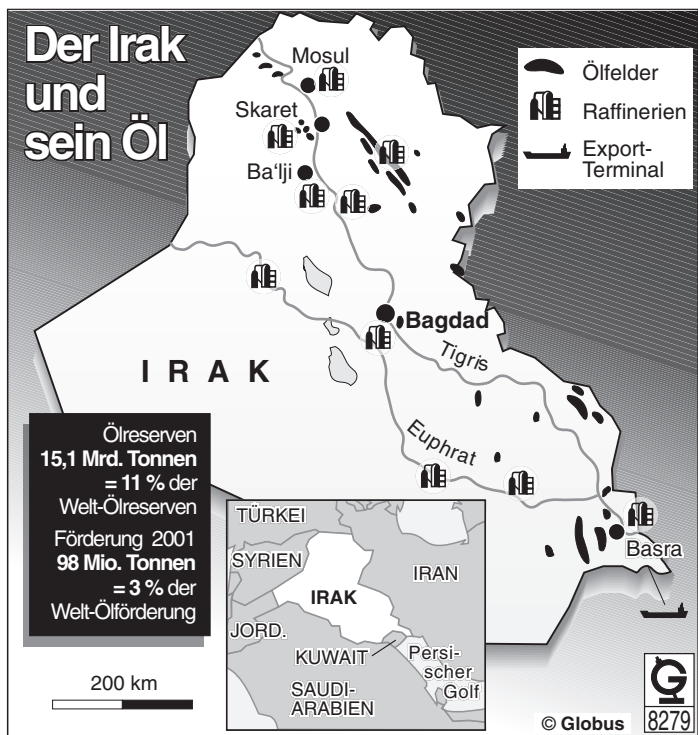 Der Irak
und
sein Öl
Ölfelder
Raffinerien
Export-
Terminal
Mosul
Skaret
Ba'lji
Bagdad
Tigris
IRAK
Euphrat
Basra
Ölreserven
15,1 Mrd. Tonnen
= 11 % der
Welt-Ölreserven
Förderung 2001
98 Mio. Tonnen
= 3 % der
Welt-Ölförderung
TÜRKEI
SYRIEN
IRAN
IRAK
JORD.
KUWAIT
Persi-
scher
Golf
SAUDI-
ARABIEN
200 km
© Globus
G
8279